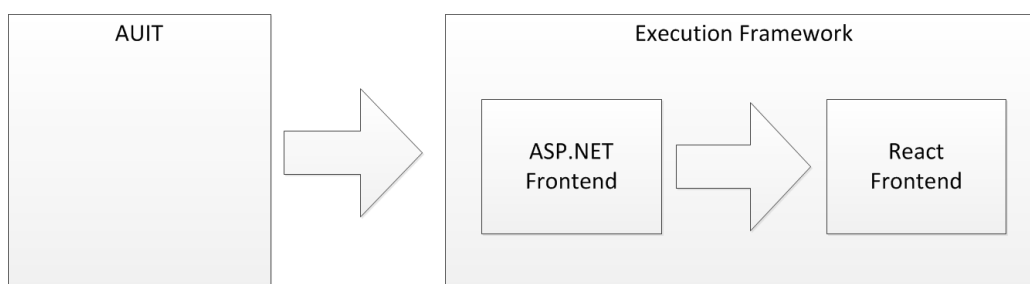 AUIT
Execution Framework
ASP.NET
Frontend
React
Frontend